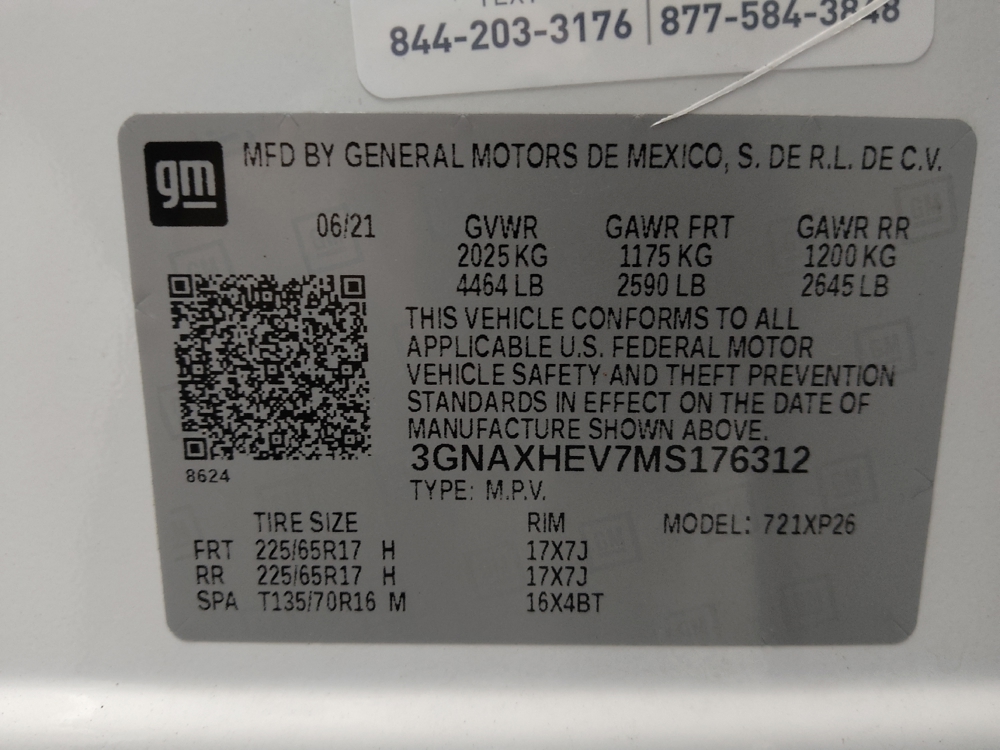 TEXT
844-203-3176 | 877-584-3848
gm
MFD BY GENERAL MOTORS DE MEXICO, S. DE R.L. DE C.V.
06/21 GVWR GAWR FRT GAWR RR
2025 KG 1175 KG 1200 KG
4464 LB 2590 LB 2645 LB
THIS VEHICLE CONFORMS TO ALL
APPLICABLE U.S. FEDERAL MOTOR
VEHICLE SAFETY AND THEFT PREVENTION
STANDARDS IN EFFECT ON THE DATE OF
MANUFACTURE SHOWN ABOVE.
3GNAXHEV7MS176312
8624
TYPE: M.P.V.
TIRE SIZE RIM MODEL: 721XP26
FRT 225/65R17 H 17X7J
RR 225/65R17 H 17X7J
SPA T135/70R16 M 16X4BT